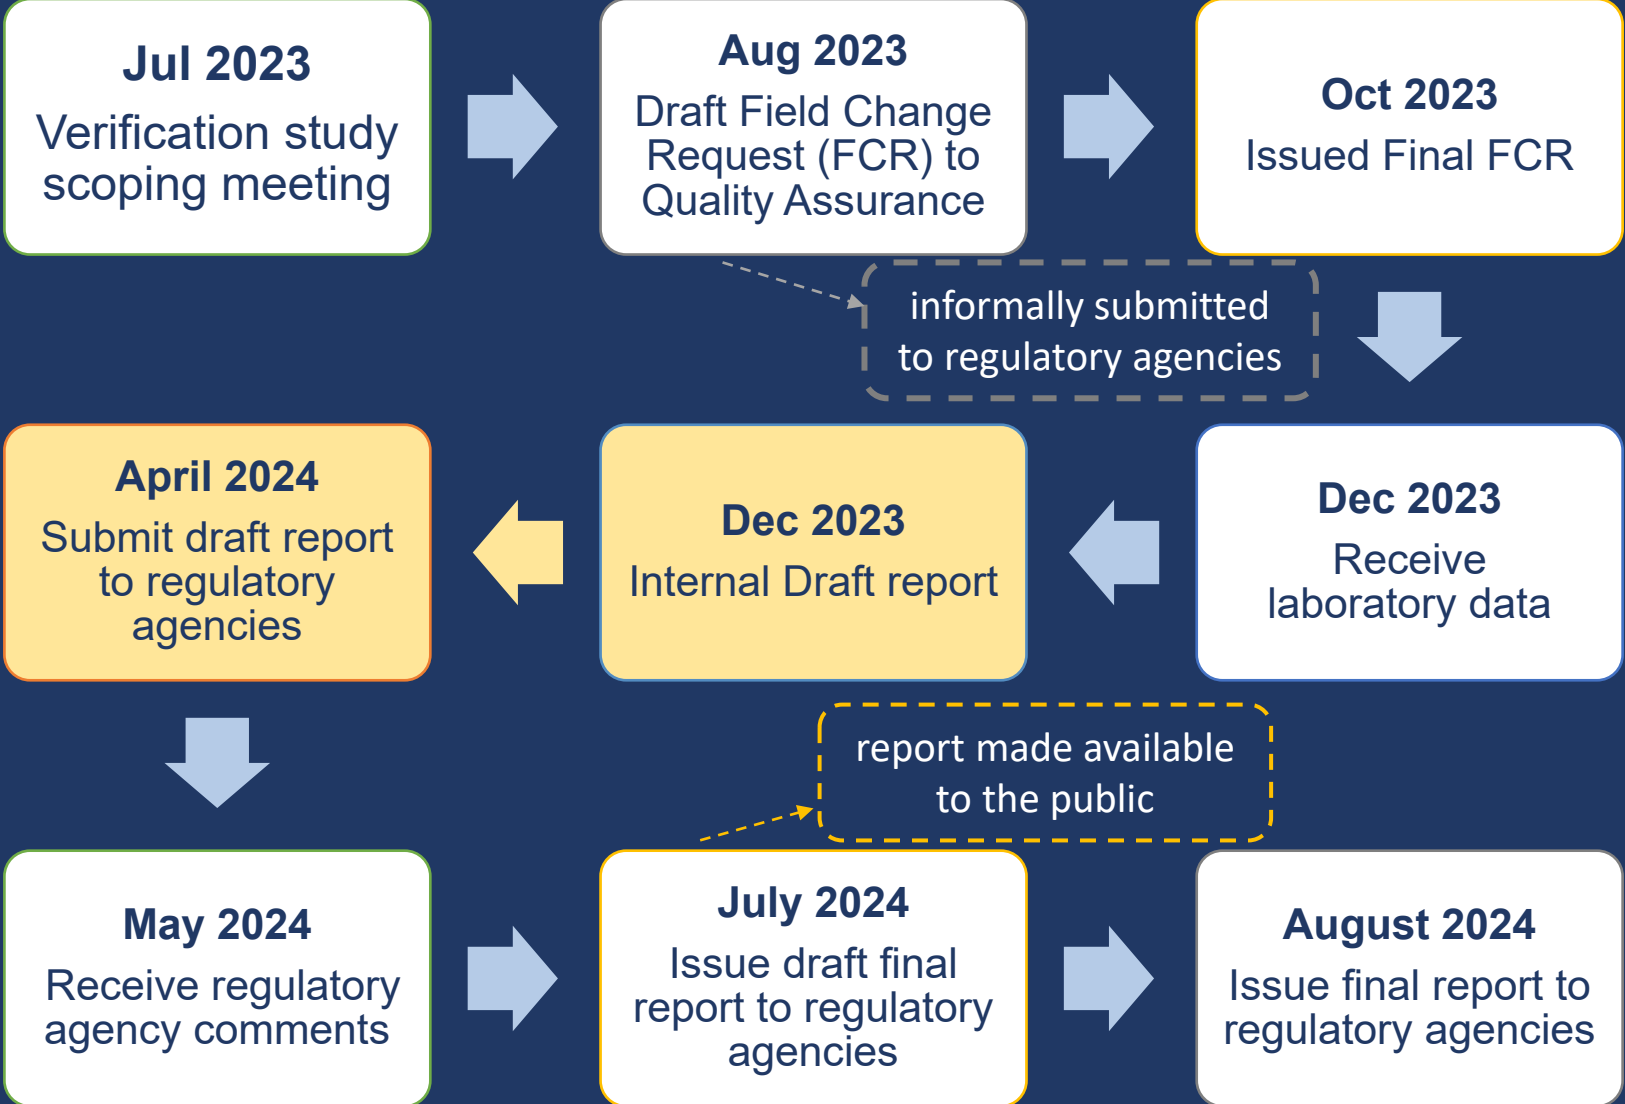 Jul 2023
Verification study
scoping meeting
Aug 2023
Draft Field Change
Request (FCR) to
Quality Assurance
Oct 2023
Issued Final FCR
informally submitted
to regulatory agencies
Dec 2023
Receive
laboratory data
Dec 2023
Internal Draft report
April 2024
Submit draft report
to regulatory
agencies
report made available
to the public
May 2024
Receive regulatory
agency comments
July 2024
Issue draft final
report to regulatory
agencies
August 2024
Issue final report to
regulatory agencies